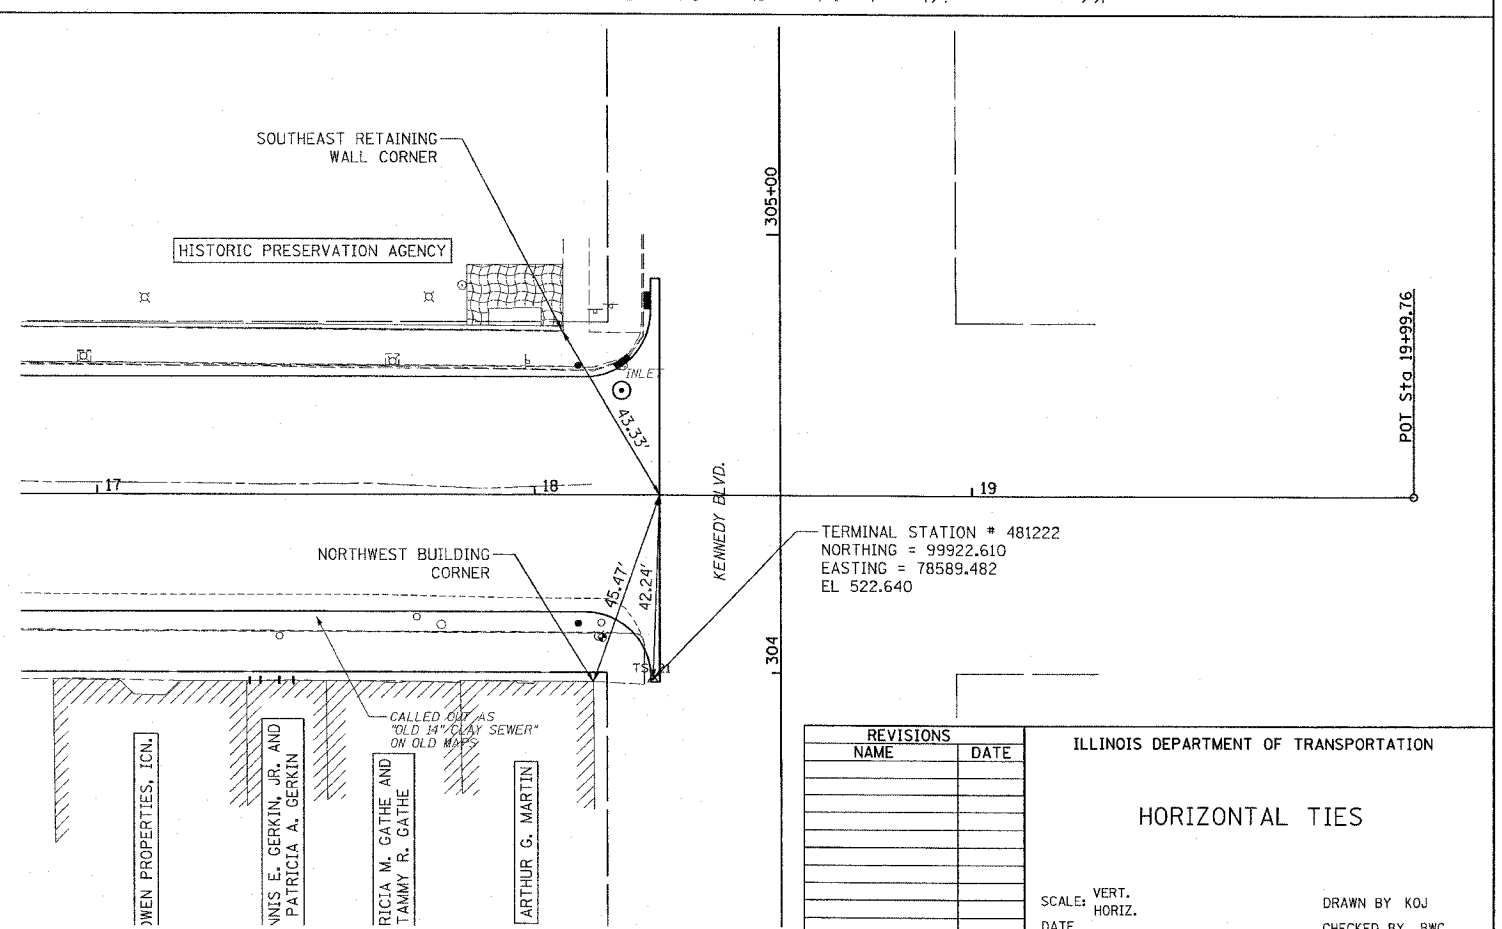 SOUTHEAST RETAINING
WALL CORNER
305+00
HISTORIC PRESERVATION AGENCY
POT Sta 19+99.76
INLET
43.33'
17
18
19
KENNEDY BLVD.
TERMINAL STATION # 481222
NORTHING = 99922.610
EASTING = 78589.482
EL 522.640
NORTHWEST BUILDING
CORNER
45.47'
42.24'
304
CALLED OUT AS
"OLD 14" CLAY SEWER"
ON OLD MAPS
OWEN PROPERTIES, ICN.
NNIS E. GERKIN, JR. AND
PATRICIA A. GERKIN
RICIA M. GATHE AND
TAMMY R. GATHE
ARTHUR G. MARTIN
REVISIONS
NAME DATE
ILLINOIS DEPARTMENT OF TRANSPORTATION
HORIZONTAL TIES
SCALE: VERT.
HORIZ.
DATE
DRAWN BY KOJ
CHECKED BY BWC